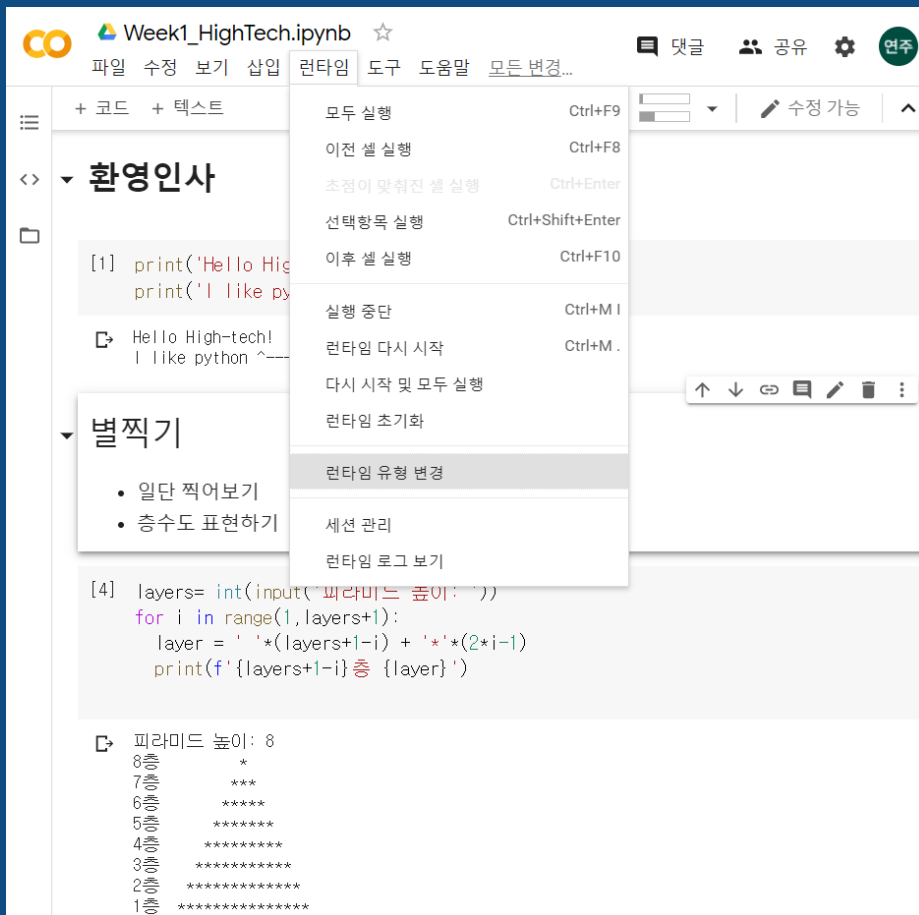 Week1_HighTech.ipynb
댓글 공유 연주
파일 수정 보기 삽입 런타임 도구 도움말 모든 변경...
+ 코드 + 텍스트
수정 가능
모두 실행 Ctrl+F9
이전 셀 실행 Ctrl+F8
초점이 맞춰진 셀 실행 Ctrl+Enter
선택항목 실행 Ctrl+Shift+Enter
이후 셀 실행 Ctrl+F10
실행 중단 Ctrl+M I
런타임 다시 시작 Ctrl+M .
다시 시작 및 모두 실행
런타임 초기화
런타임 유형 변경
세션 관리
런타임 로그 보기
환영인사
[1] print('Hello Hig
print('I like py
Hello High-tech!
I like python ^---
별찍기
• 일단 찍어보기
• 층수도 표현하기
[4] layers= int(input('피라미드 높이: '))
for i in range(1,layers+1):
layer = ' '*(layers+1-i) + '*'*(2*i-1)
print(f'{layers+1-i}층 {layer}')
피라미드 높이: 8
8층 *
7층 ***
6층 *****
5층 *******
4층 *********
3층 ***********
2층 *************
1층 ***************